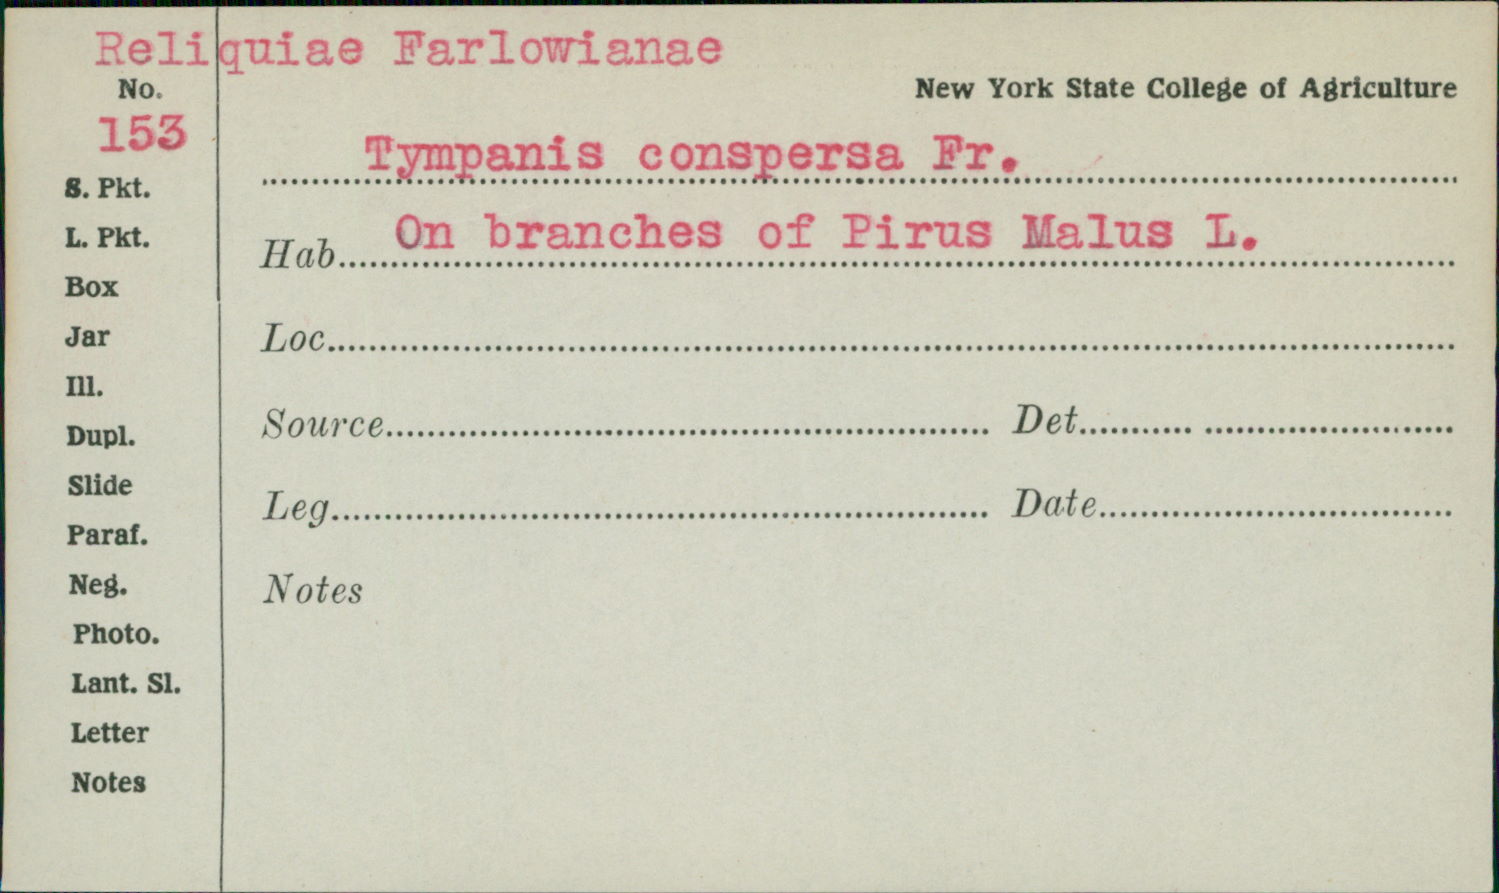 Reliquiae Farlowianae
No.
New York State College of Agriculture
153
Tympanis conspersa Fr.
S. Pkt.
L. Pkt.
Hab. On branches of Pirus Malus L.
Box
Jar
Loc.
Ill.
Dupl.
Source Det.
Slide
Leg. Date
Paraf.
Neg.
Notes
Photo.
Lant. Sl.
Letter
Notes